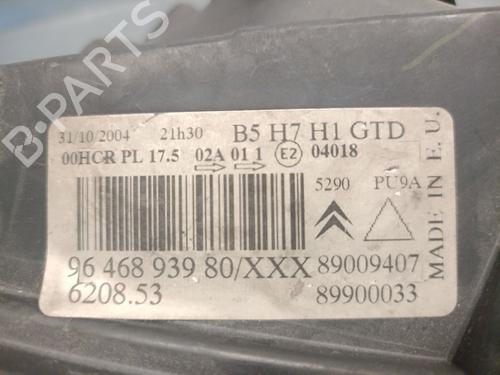 31/10/2004 21h30 B5 H7 H1 GTD
00HCR PL 17.5 02A 01 1 E2 04018
5290 PU9A
MADE IN E.U.
96 468 939 80/XXX 89009407
6208.53 89900033
B-PARTS